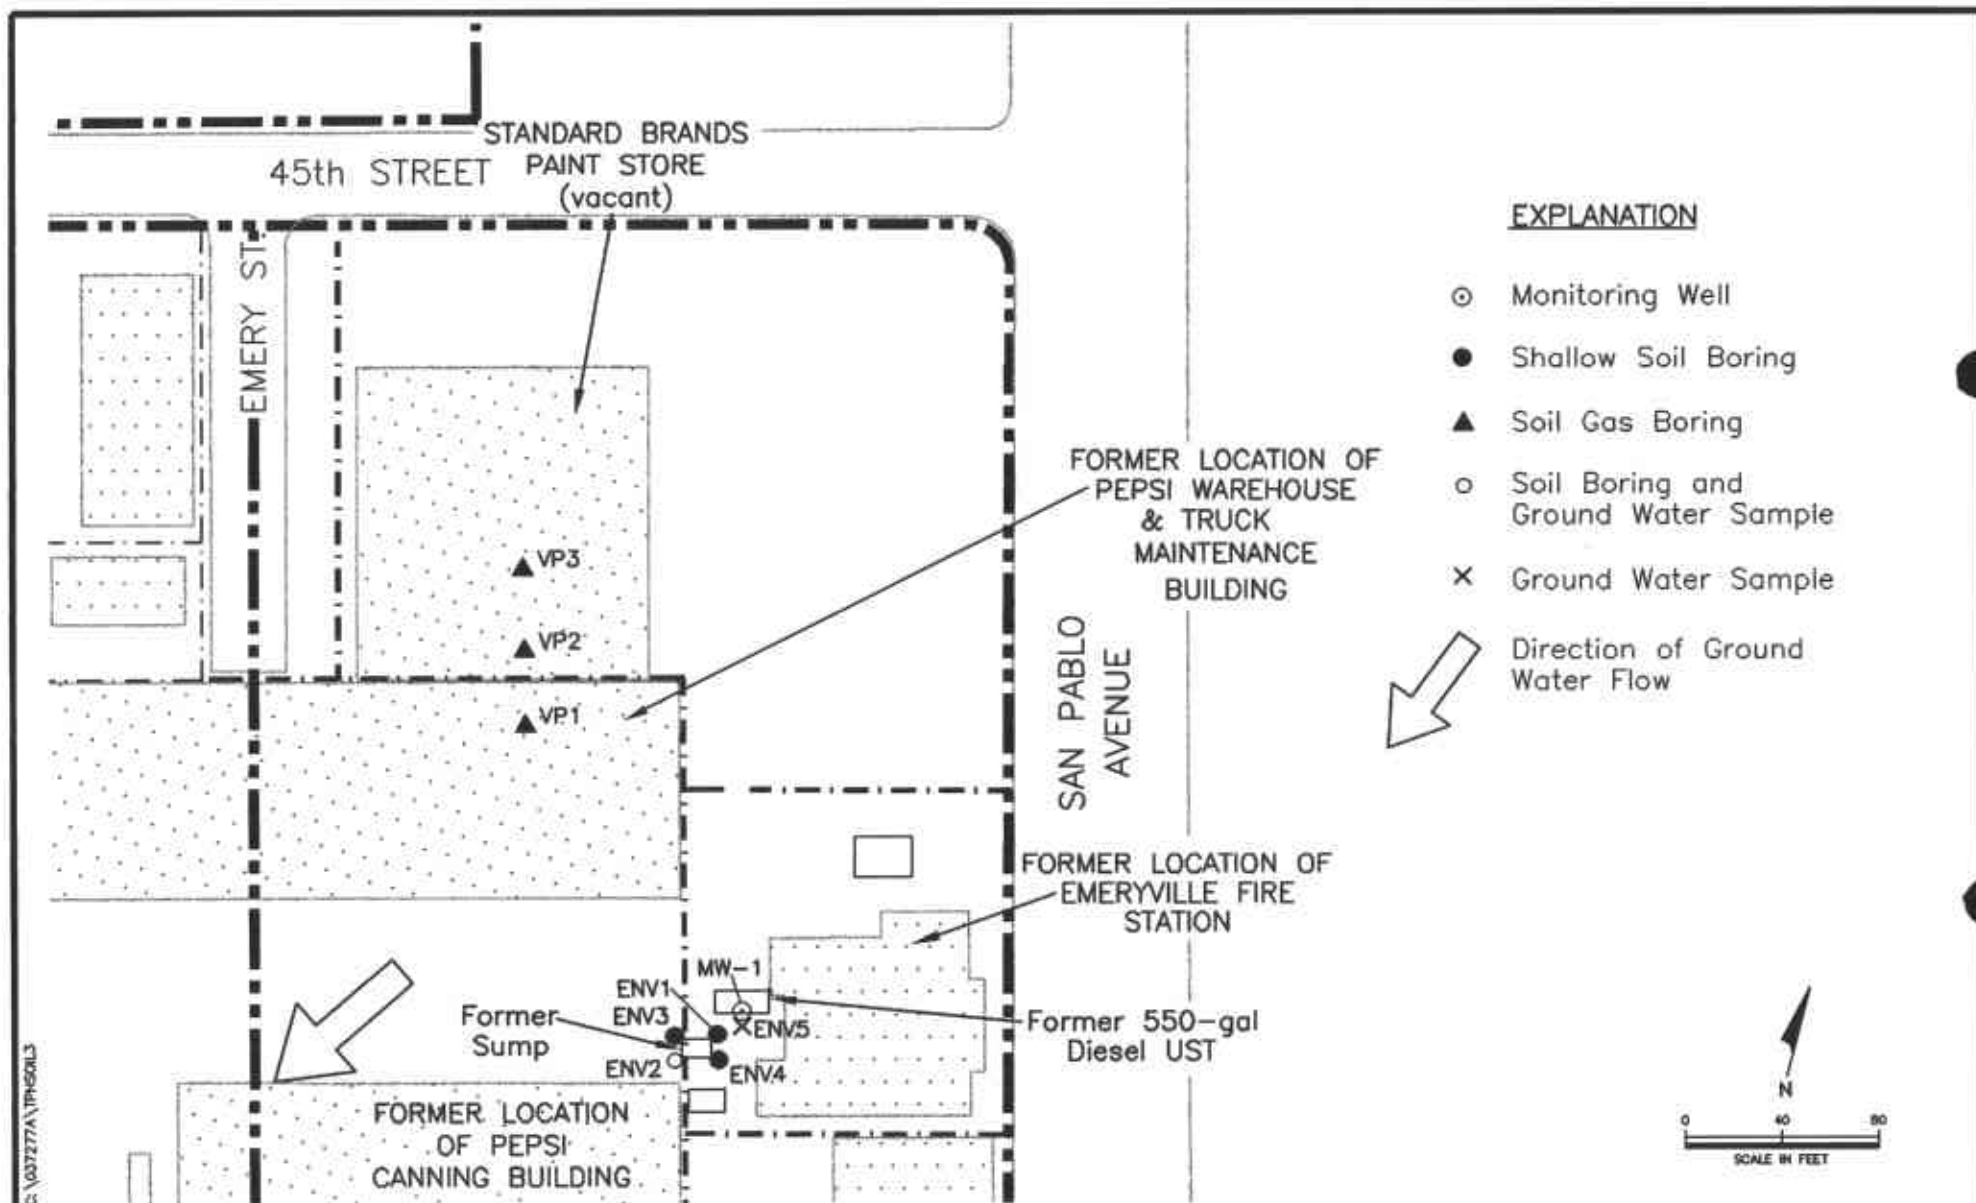 STANDARD BRANDS
PAINT STORE
(vacant)
45th STREET
EMERY ST.
EXPLANATION
Monitoring Well
Shallow Soil Boring
Soil Gas Boring
Soil Boring and
Ground Water Sample
Ground Water Sample
Direction of Ground
Water Flow
FORMER LOCATION OF
PEPSI WAREHOUSE
& TRUCK
MAINTENANCE
BUILDING
VP3
VP2
VP1
SAN PABLO
AVENUE
FORMER LOCATION OF
EMERYVILLE FIRE
STATION
MW-1
ENV1
ENV3
ENV5
Former
Sump
ENV2
ENV4
Former 550-gal
Diesel UST
FORMER LOCATION
OF PEPSI
CANNING BUILDING
N
0 40 80
SCALE IN FEET